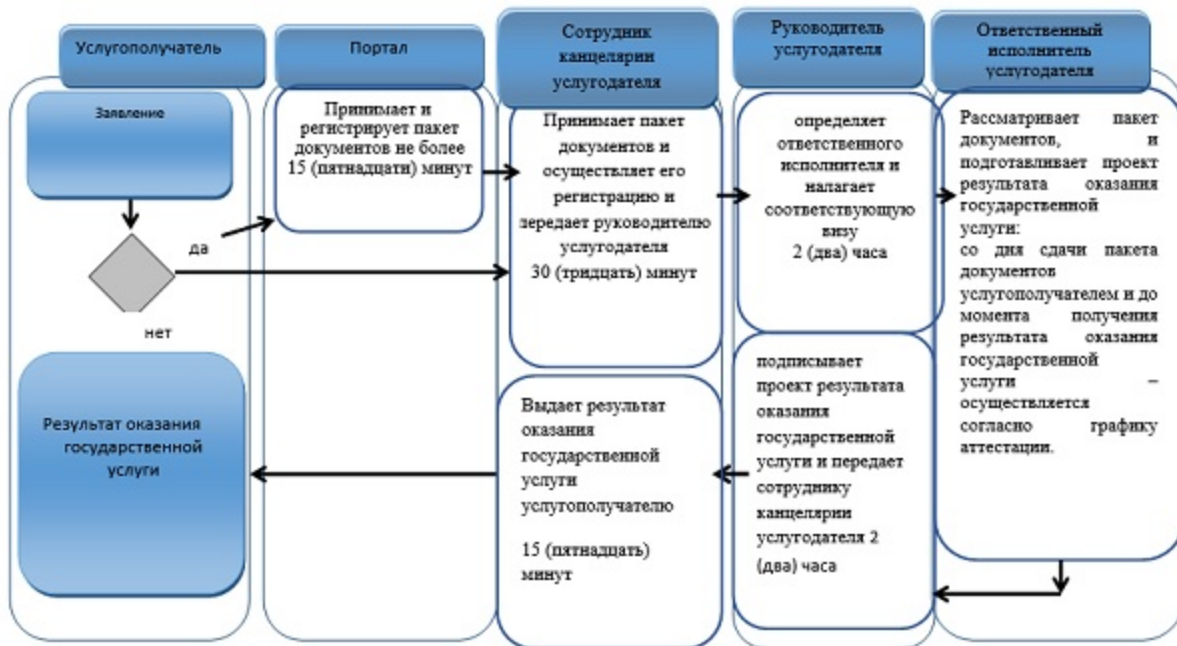 Услугополучатель
Портал
Сотрудник
канцелярии
услугодателя
Руководитель
услугодателя
Ответственный
исполнитель
услугодателя
Заявление
да
нет
Результат оказания
государственной
услуги
Принимает и
регистрирует пакет
документов не более
15 (пятнадцати) минут
Принимает пакет
документов и
осуществляет его
регистрацию и
передает руководителю
услугодателя
30 (тридцать) минут
определяет
ответственного
исполнителя и
налагает
соответствующую
визу
2 (два) часа
Рассматривает пакет
документов, и
подготавливает проект
результата оказания
государственной
услуги:
со дня сдачи пакета
документов
услугополучателем и до
момента получения
результата оказания
государственной
услуги –
осуществляется
согласно графику
аттестации.
подписывает
проект результата
оказания
государственной
услуги и передает
сотруднику
канцелярии
услугодателя 2
(два) часа
Выдает результат
оказания
государственной
услуги
услугополучателю
15 (пятнадцать)
минут